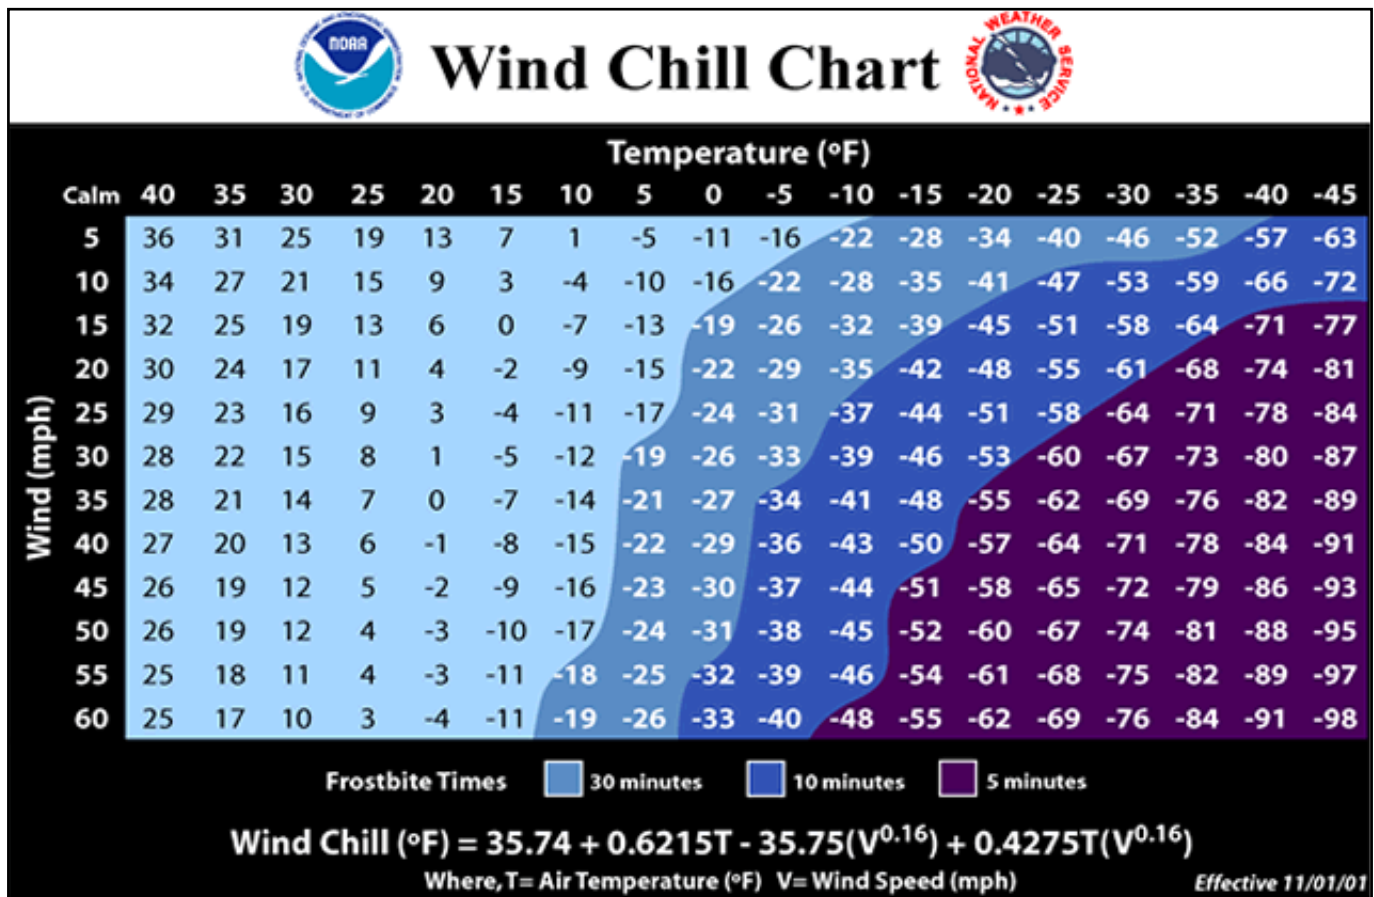 NATIONAL OCEANIC AND ATMOSPHERIC ADMINISTRATION
NOAA
U.S. DEPARTMENT OF COMMERCE
Wind Chill Chart
NATIONAL WEATHER SERVICE
Temperature (ºF)
Calm 40 35 30 25 20 15 10 5 0 -5 -10 -15 -20 -25 -30 -35 -40 -45
Wind (mph)
5 36 31 25 19 13 7 1 -5 -11 -16 -22 -28 -34 -40 -46 -52 -57 -63
10 34 27 21 15 9 3 -4 -10 -16 -22 -28 -35 -41 -47 -53 -59 -66 -72
15 32 25 19 13 6 0 -7 -13 -19 -26 -32 -39 -45 -51 -58 -64 -71 -77
20 30 24 17 11 4 -2 -9 -15 -22 -29 -35 -42 -48 -55 -61 -68 -74 -81
25 29 23 16 9 3 -4 -11 -17 -24 -31 -37 -44 -51 -58 -64 -71 -78 -84
30 28 22 15 8 1 -5 -12 -19 -26 -33 -39 -46 -53 -60 -67 -73 -80 -87
35 28 21 14 7 0 -7 -14 -21 -27 -34 -41 -48 -55 -62 -69 -76 -82 -89
40 27 20 13 6 -1 -8 -15 -22 -29 -36 -43 -50 -57 -64 -71 -78 -84 -91
45 26 19 12 5 -2 -9 -16 -23 -30 -37 -44 -51 -58 -65 -72 -79 -86 -93
50 26 19 12 4 -3 -10 -17 -24 -31 -38 -45 -52 -60 -67 -74 -81 -88 -95
55 25 18 11 4 -3 -11 -18 -25 -32 -39 -46 -54 -61 -68 -75 -82 -89 -97
60 25 17 10 3 -4 -11 -19 -26 -33 -40 -48 -55 -62 -69 -76 -84 -91 -98
Frostbite Times 30 minutes 10 minutes 5 minutes
Wind Chill (ºF) = 35.74 + 0.6215T - 35.75(V^0.16) + 0.4275T(V^0.16)
Where, T= Air Temperature (ºF) V= Wind Speed (mph)
Effective 11/01/01